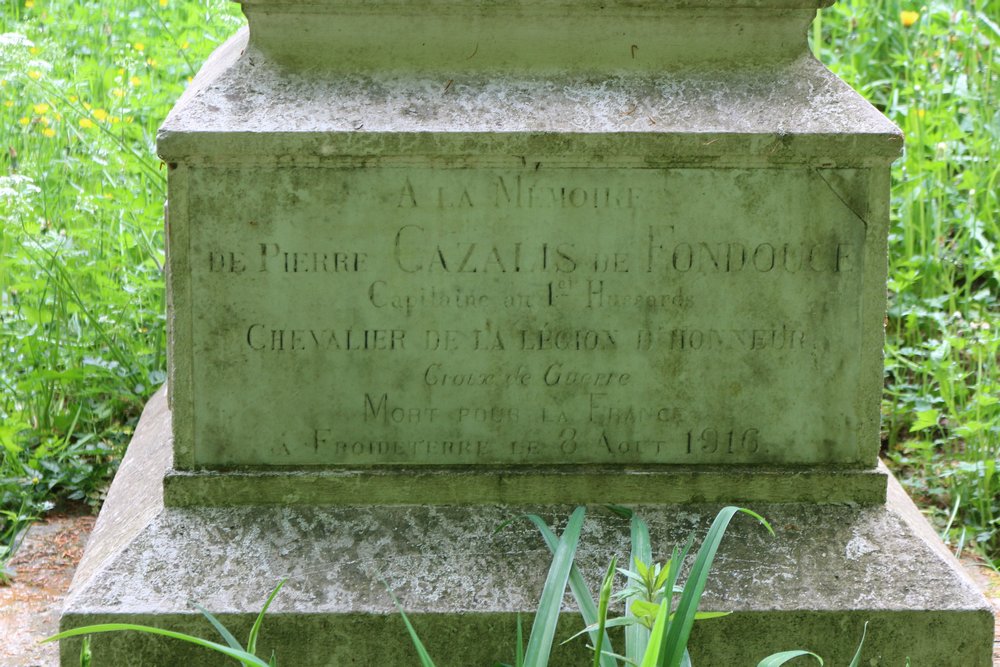 A LA MÉMOIRE
DE PIERRE CAZALIS DE FONDOUCE
Capitaine au 1er Hussards
CHEVALIER DE LA LÉGION D'HONNEUR
Croix de Guerre
MORT POUR LA FRANCE
A FROIDETERRE LE 8 AOUT 1916